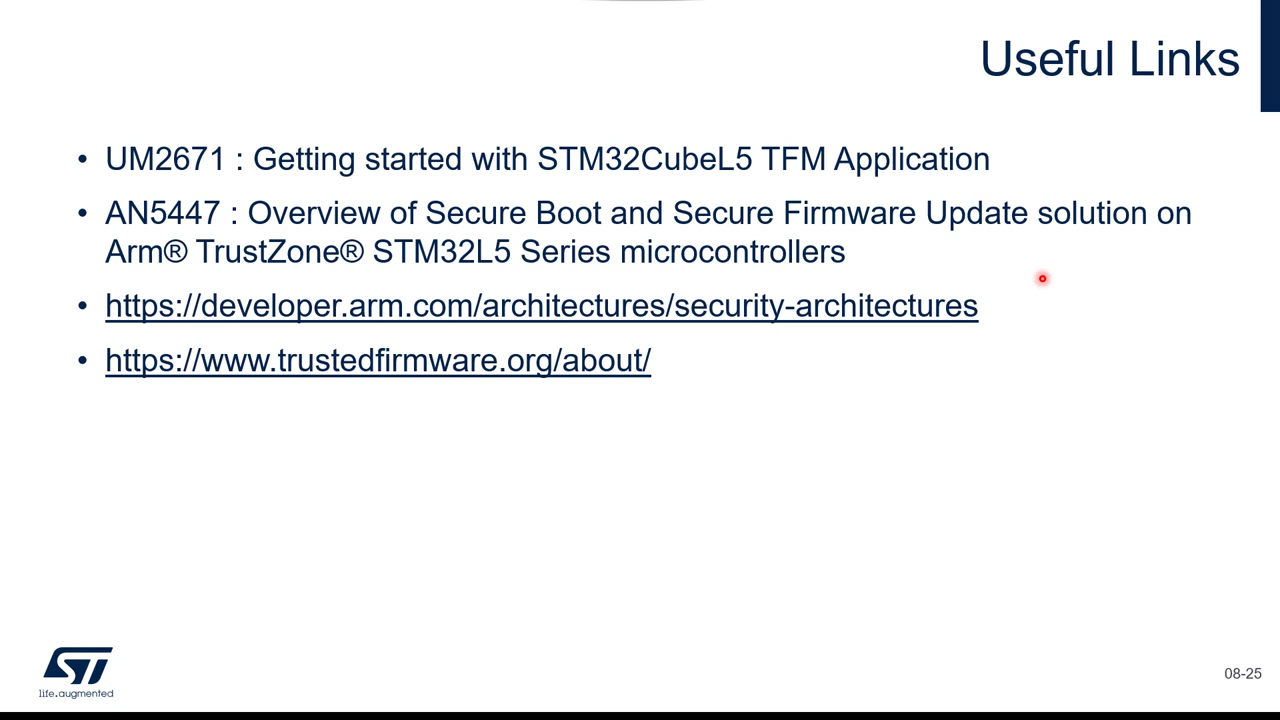 Useful Links
• UM2671 : Getting started with STM32CubeL5 TFM Application
• AN5447 : Overview of Secure Boot and Secure Firmware Update solution on
Arm® TrustZone® STM32L5 Series microcontrollers
• https://developer.arm.com/architectures/security-architectures
• https://www.trustedfirmware.org/about/
ST
life.augmented
08-25